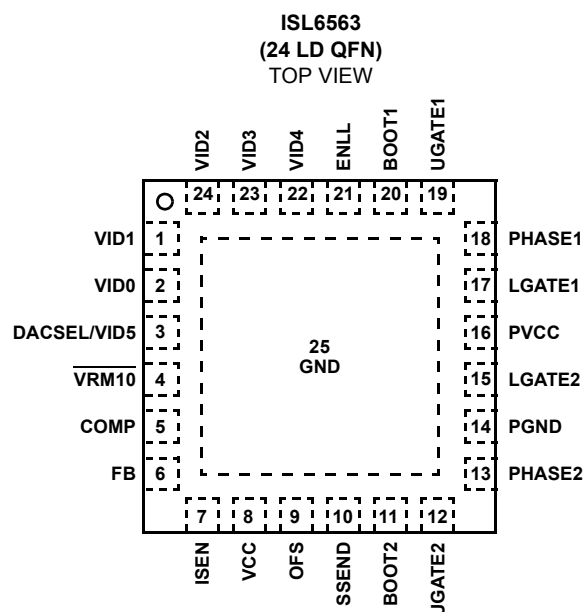 ISL6563
(24 LD QFN)
TOP VIEW
VID2 VID3 VID4 ENLL BOOT1 UGATE1
24 23 22 21 20 19
VID1 1 18 PHASE1
VID0 2 17 LGATE1
DACSEL/VID5 3 16 PVCC
25
GND
VRM10 4 15 LGATE2
COMP 5 14 PGND
FB 6 13 PHASE2
7 8 9 10 11 12
ISEN VCC OFS SSEND BOOT2 UGATE2